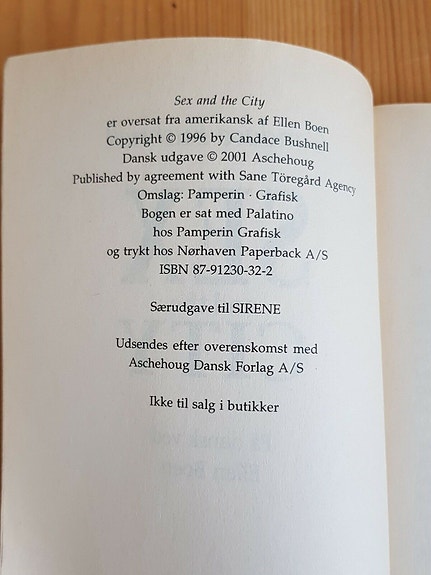 Sex and the City
er oversat fra amerikansk af Ellen Boen
Copyright © 1996 by Candace Bushnell
Dansk udgave © 2001 Aschehoug
Published by agreement with Sane Töregård Agency
Omslag: Pamperin · Grafisk
Bogen er sat med Palatino
hos Pamperin Grafisk
og trykt hos Nørhaven Paperback A/S
ISBN 87-91230-32-2
Særudgave til SIRENE
Udsendes efter overenskomst med
Aschehoug Dansk Forlag A/S
Ikke til salg i butikker